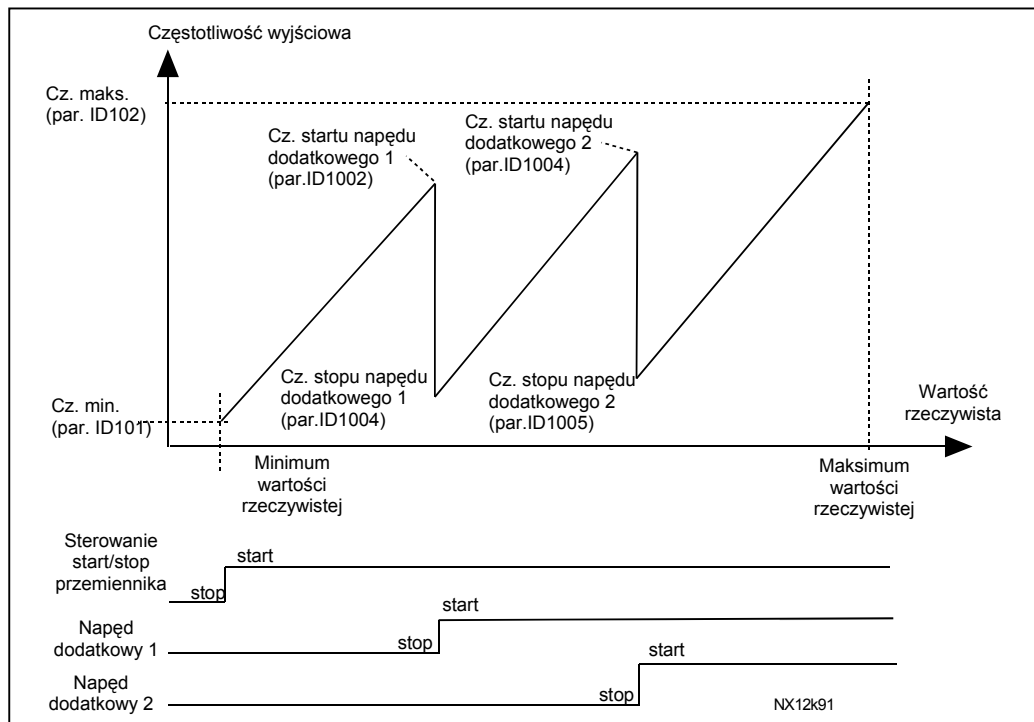 Częstotliwość wyjściowa
Cz. maks.
(par. ID102)
Cz. startu napędu
dodatkowego 1
(par.ID1002)
Cz. startu napędu
dodatkowego 2
(par.ID1004)
Cz. stopu napędu
dodatkowego 1
(par.ID1004)
Cz. stopu napędu
dodatkowego 2
(par.ID1005)
Wartość
rzeczywista
Cz. min.
(par. ID101)
Minimum
wartości
rzeczywistej
Maksimum
wartości
rzeczywistej
Sterowanie
start/stop
przemiennika
stop
start
Napęd
dodatkowy 1
stop
start
Napęd
dodatkowy 2
stop
start
NX12k91